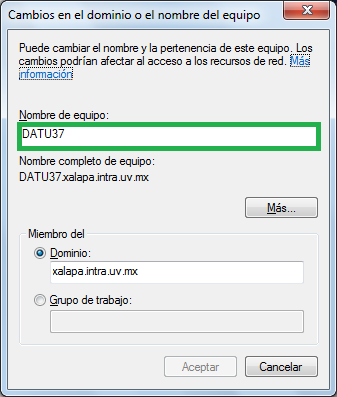 Cambios en el dominio o el nombre del equipo
Puede cambiar el nombre y la pertenencia de este equipo. Los
cambios podrían afectar al acceso a los recursos de red. Más
información
Nombre de equipo:
DATU37
Nombre completo de equipo:
DATU37.xalapa.intra.uv.mx
Más...
Miembro del
Dominio:
xalapa.intra.uv.mx
Grupo de trabajo:
Aceptar
Cancelar